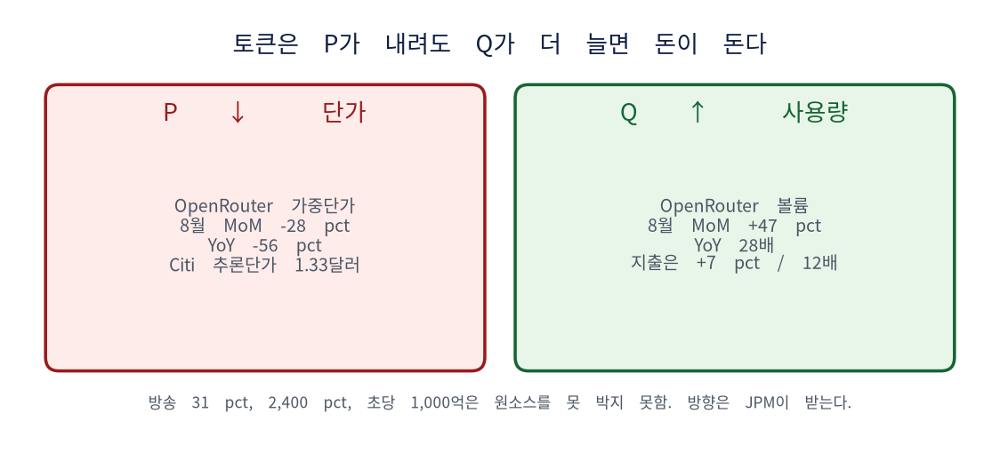 토큰은 P가 내려도 Q가 더 늘면 돈이 돈다
P ↓ 단가
OpenRouter 가중단가
8월 MoM -28 pct
YoY -56 pct
Citi 추론단가 1.33달러
Q ↑ 사용량
OpenRouter 볼륨
8월 MoM +47 pct
YoY 28배
지출은 +7 pct / 12배
방송 31 pct, 2,400 pct, 초당 1,000억은 원소스를 못 박지 못함. 방향은 JPM이 받는다.